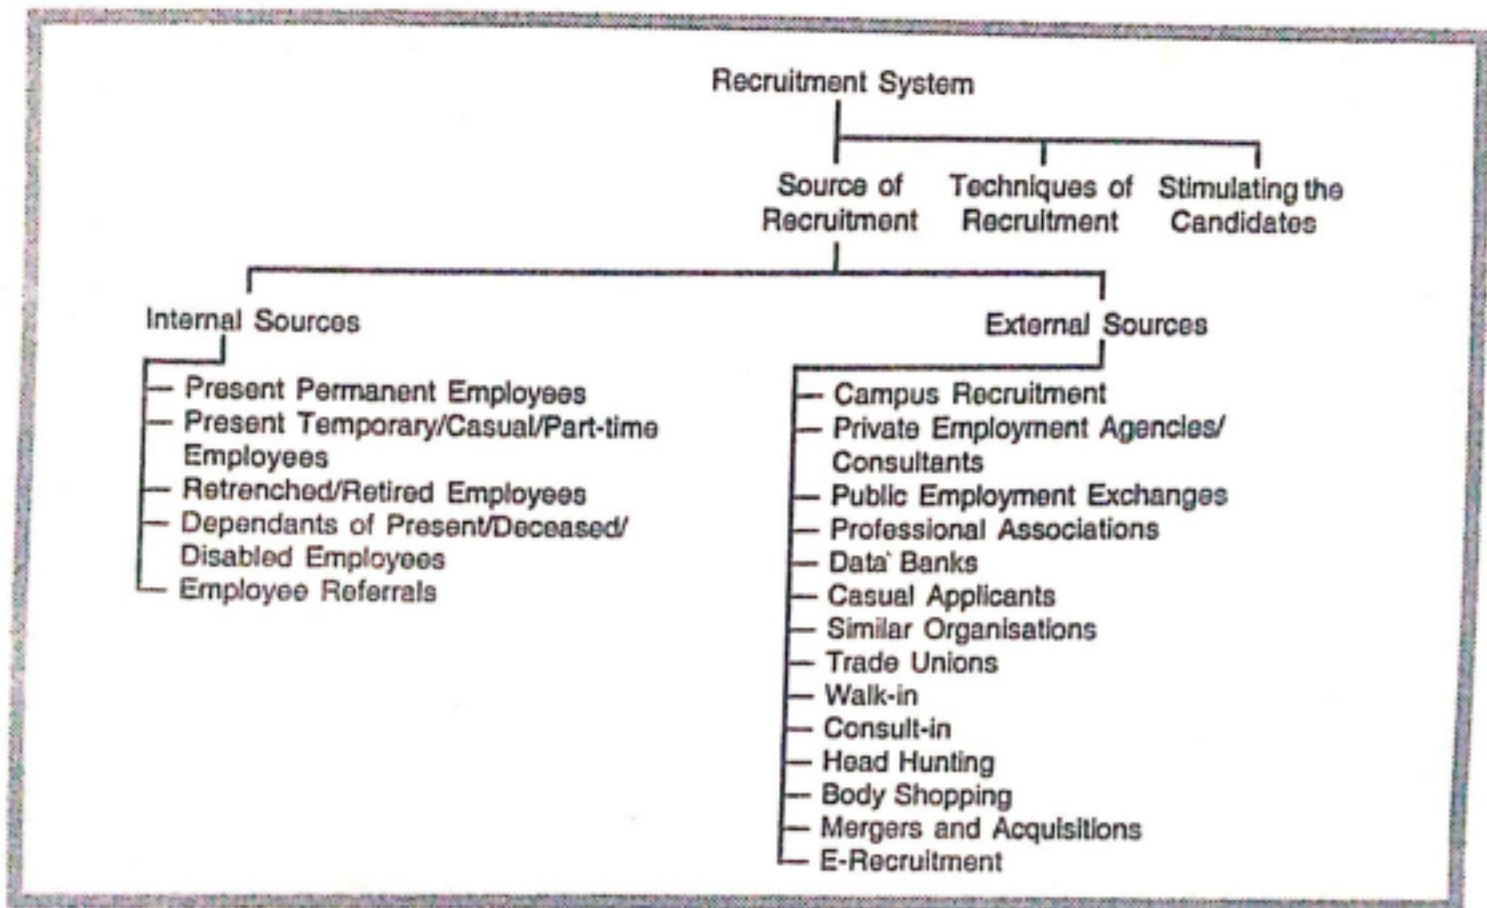 Recruitment System
Source of Recruitment
Techniques of Recruitment
Stimulating the Candidates
Internal Sources
Present Permanent Employees
Present Temporary/Casual/Part-time
Employees
Retrenched/Retired Employees
Dependants of Present/Deceased/
Disabled Employees
Employee Referrals
External Sources
Campus Recruitment
Private Employment Agencies/
Consultants
Public Employment Exchanges
Professional Associations
Data Banks
Casual Applicants
Similar Organisations
Trade Unions
Walk-in
Consult-in
Head Hunting
Body Shopping
Mergers and Acquisitions
E-Recruitment